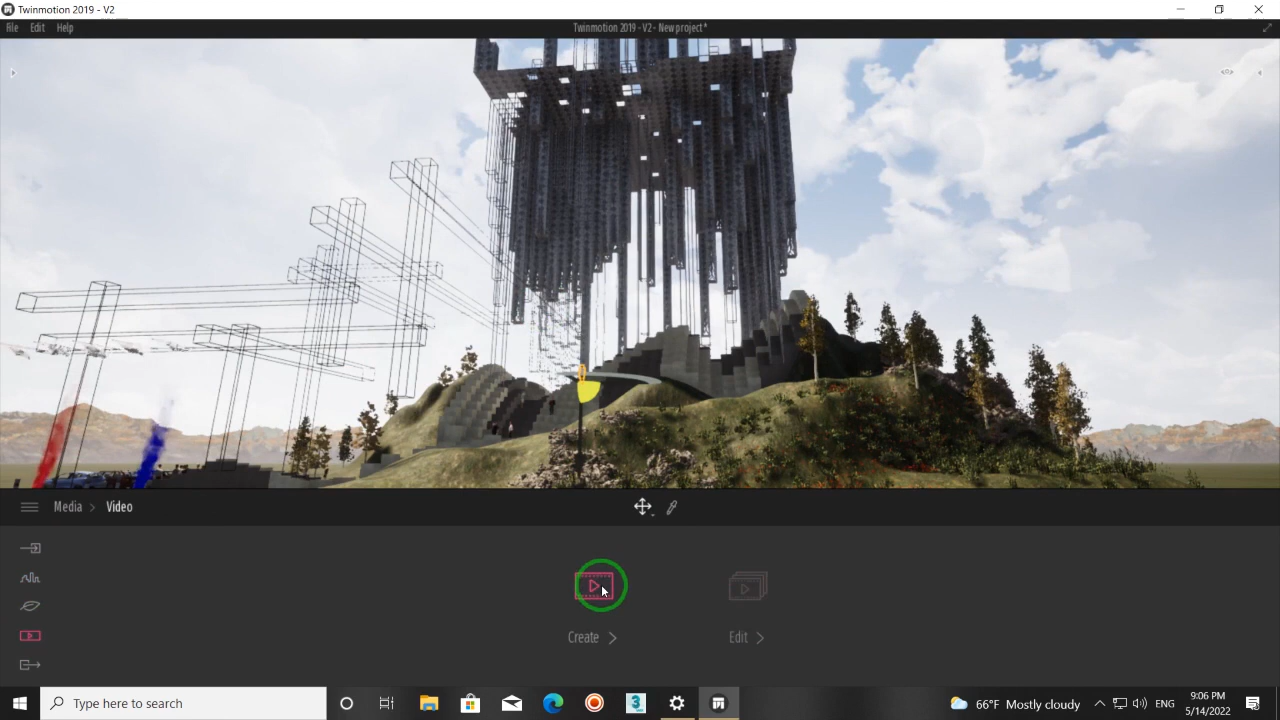 Twinmotion 2019 - V2
File Edit Help
Twinmotion 2019 - V2 - New project*
Media > Video
Create >
Edit >
Type here to search
66°F Mostly cloudy
ENG
9:06 PM
5/14/2022